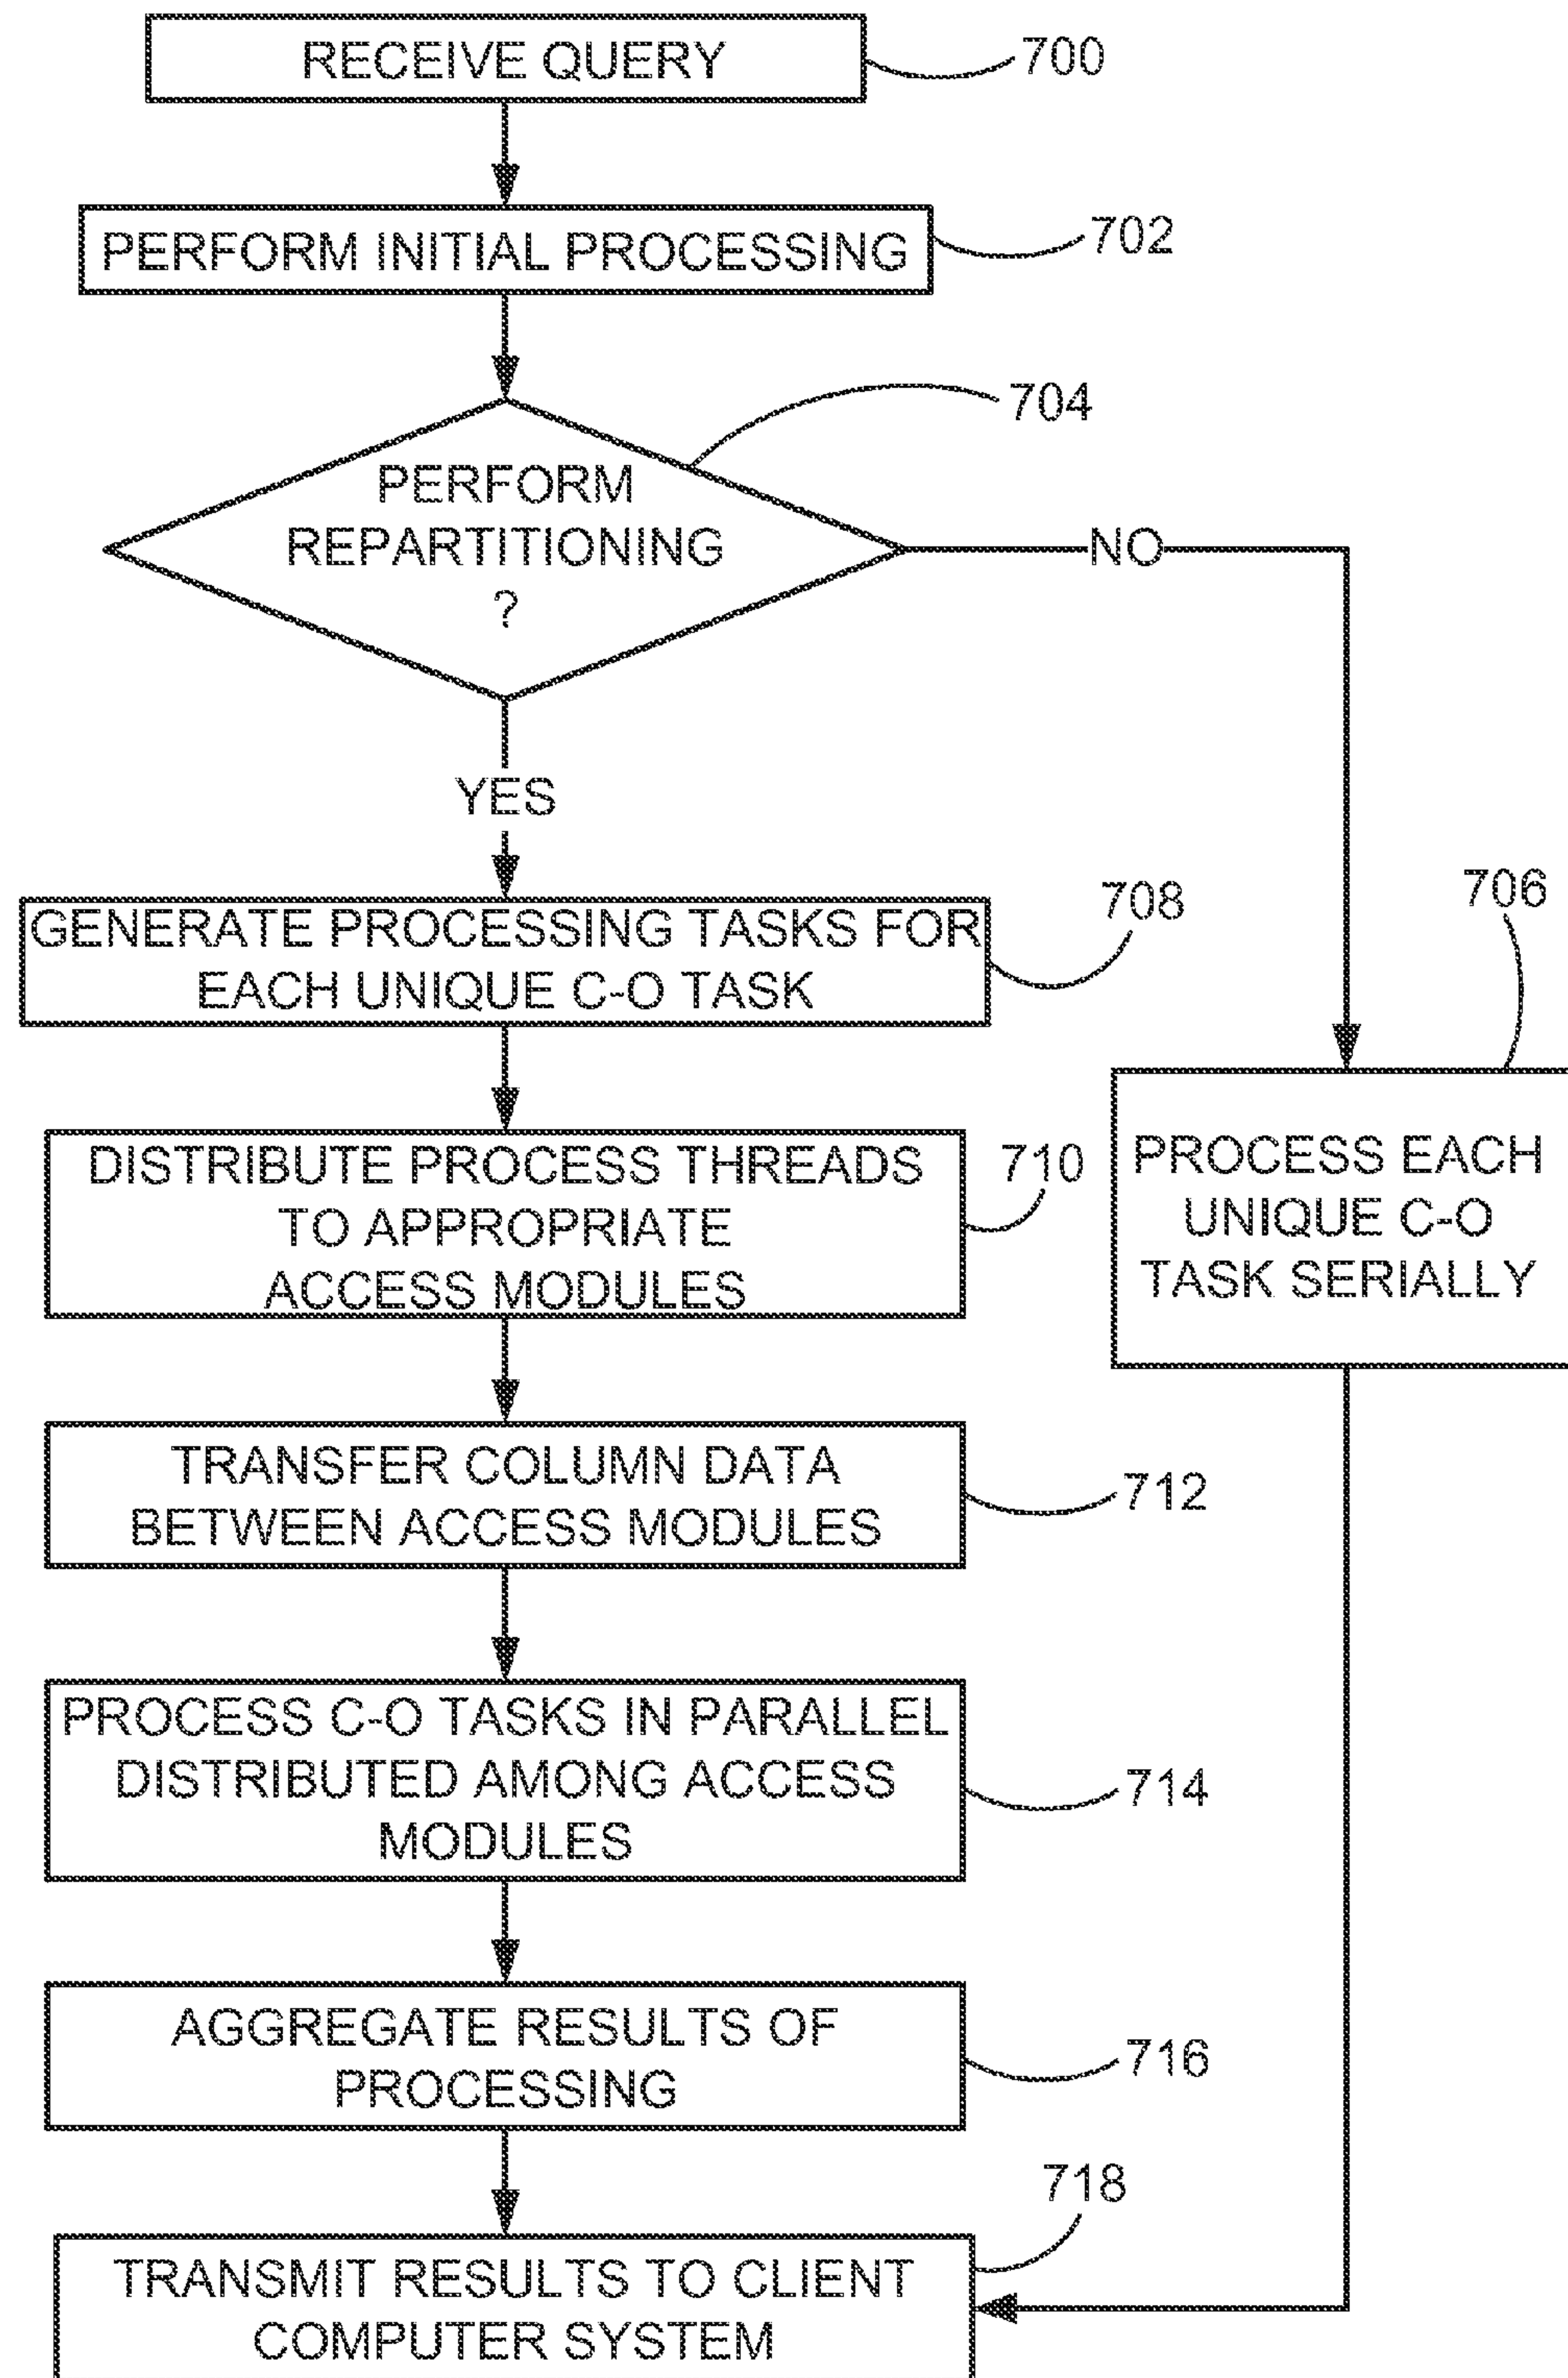 RECEIVE QUERY
700
PERFORM INITIAL PROCESSING
702
704
PERFORM
REPARTITIONING
?
NO
YES
708
GENERATE PROCESSING TASKS FOR
EACH UNIQUE C-O TASK
706
PROCESS EACH
UNIQUE C-O
TASK SERIALLY
710
DISTRIBUTE PROCESS THREADS
TO APPROPRIATE
ACCESS MODULES
TRANSFER COLUMN DATA
BETWEEN ACCESS MODULES
712
PROCESS C-O TASKS IN PARALLEL
DISTRIBUTED AMONG ACCESS
MODULES
714
AGGREGATE RESULTS OF
PROCESSING
716
718
TRANSMIT RESULTS TO CLIENT
COMPUTER SYSTEM